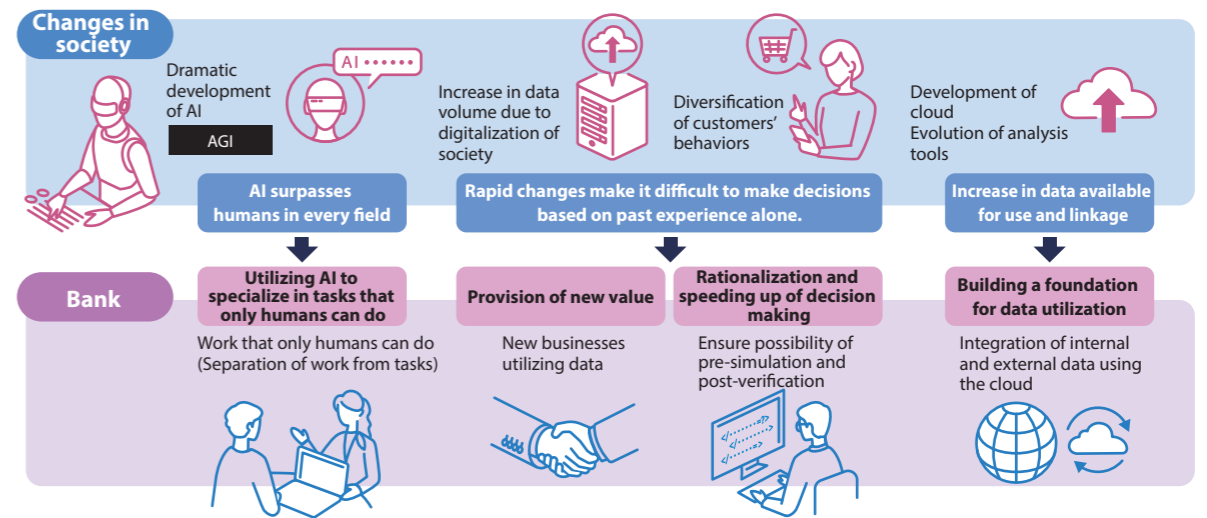 Changes in
society
Dramatic
development
of AI
AGI
AI ······
Increase in data
volume due to
digitalization of
society
Diversification
of customers’
behaviors
Development of
cloud
Evolution of analysis
tools
AI surpasses
humans in every field
Rapid changes make it difficult to make decisions
based on past experience alone.
Increase in data available
for use and linkage
Bank
Utilizing AI to
specialize in tasks that
only humans can do
Provision of new value
Rationalization and
speeding up of decision
making
Building a foundation
for data utilization
Work that only humans can do
(Separation of work from tasks)
New businesses
utilizing data
Ensure possibility of
pre-simulation and
post-verification
Integration of internal
and external data using
the cloud